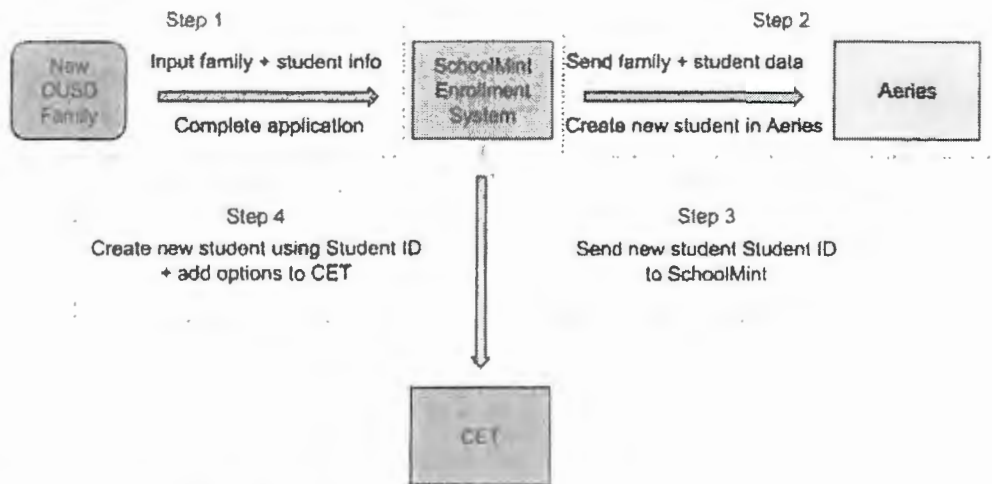 Step 1
Step 2
New
OUSD
Family
Input family + student info
Complete application
SchoolMint
Enrollment
System
Send family + student data
Create new student in Aeries
Aeries
Step 4
Create new student using Student ID
+ add options to CET
Step 3
Send new student Student ID
to SchoolMint
CET